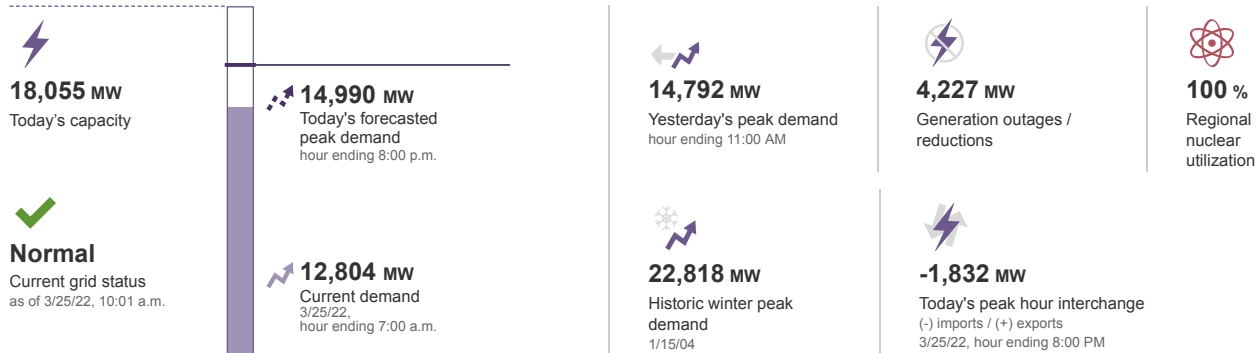 18,055 MW
Today's capacity
Normal
Current grid status
as of 3/25/22, 10:01 a.m.
14,990 MW
Today's forecasted
peak demand
hour ending 8:00 p.m.
12,804 MW
Current demand
3/25/22,
hour ending 7:00 a.m.
14,792 MW
Yesterday's peak demand
hour ending 11:00 AM
4,227 MW
Generation outages /
reductions
100 %
Regional
nuclear
utilization
22,818 MW
Historic winter peak
demand
1/15/04
-1,832 MW
Today's peak hour interchange
(-) imports / (+) exports
3/25/22, hour ending 8:00 PM